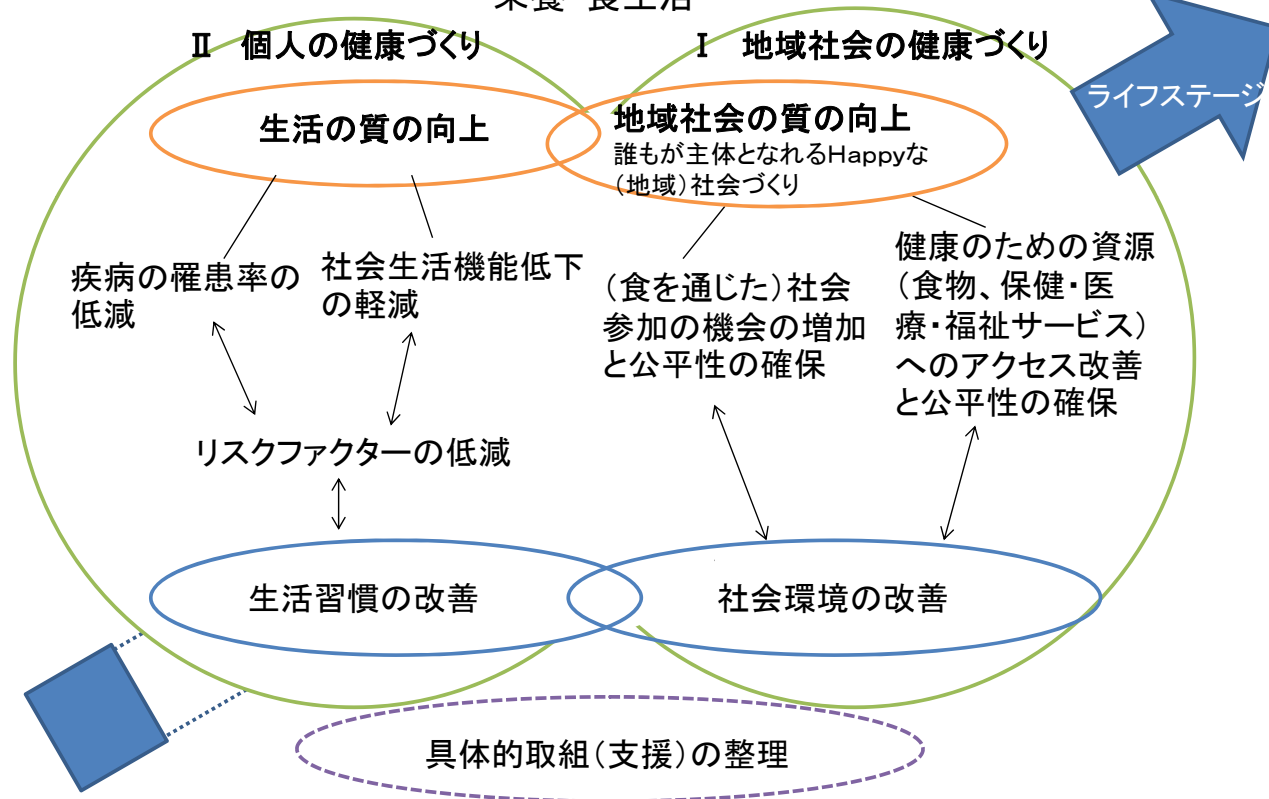 栄養・食生活
Ⅱ　個人の健康づくり
Ⅰ　地域社会の健康づくり
ライフステージ
生活の質の向上
地域社会の質の向上
誰もが主体となれるHappyな
(地域)社会づくり
疾病の罹患率の
低減
社会生活機能低下
の軽減
(食を通じた)社会
参加の機会の増加
と公平性の確保
健康のための資源
(食物、保健・医
療・福祉サービス)
へのアクセス改善
と公平性の確保
リスクファクターの低減
生活習慣の改善
社会環境の改善
具体的取組(支援)の整理